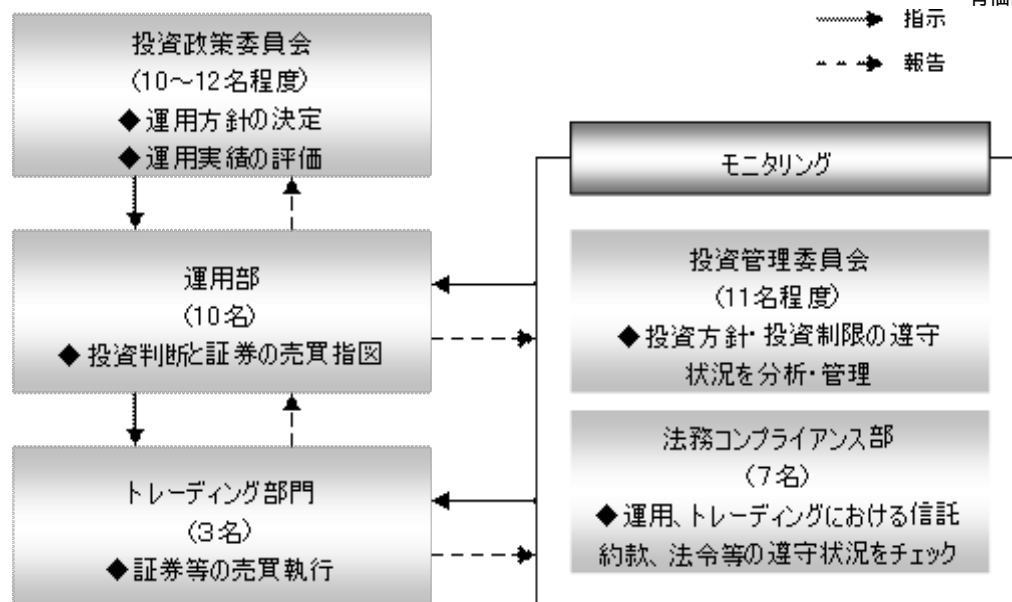 指示
報告
投資政策委員会
(10～12名程度)
◆運用方針の決定
◆運用実績の評価
モニタリング
運用部
(10名)
◆投資判断と証券の売買指図
投資管理委員会
(11名程度)
◆投資方針・投資制限の遵守
状況を分析・管理
トレーディング部門
(3名)
◆証券等の売買執行
法務コンプライアンス部
(7名)
◆運用、トレーディングにおける信託
約款、法令等の遵守状況をチェック